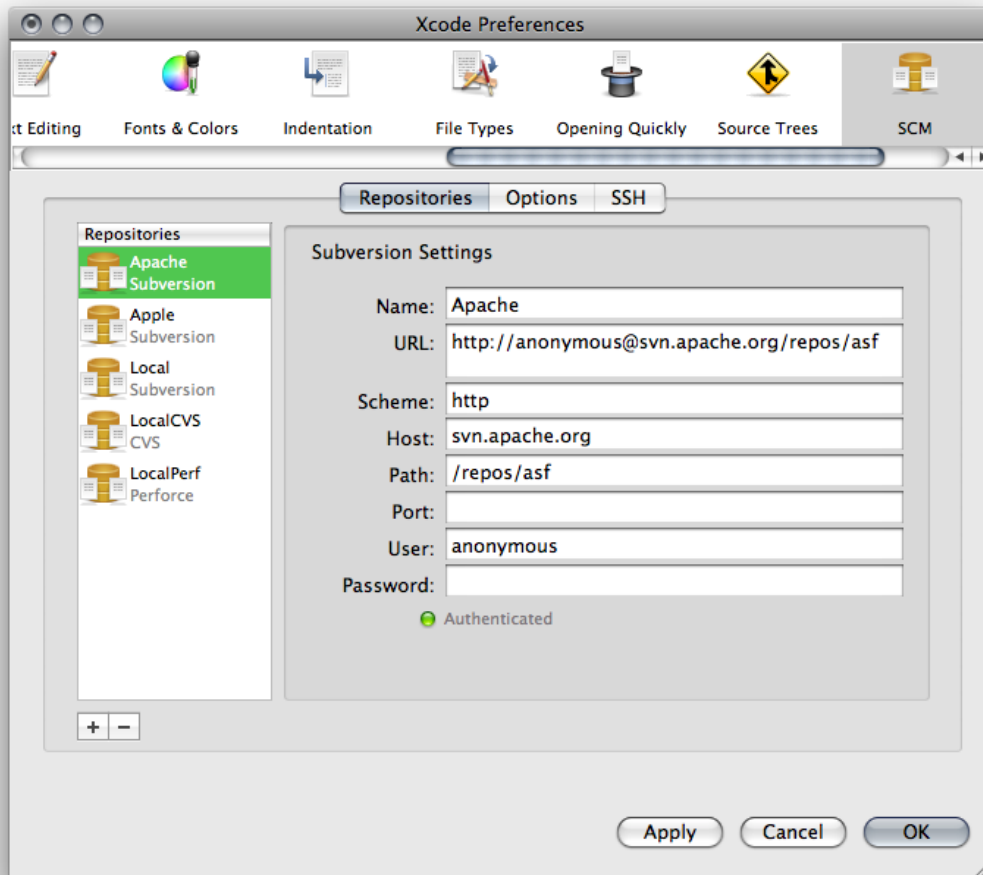 Xcode Preferences
xt Editing
Fonts & Colors
Indentation
File Types
Opening Quickly
Source Trees
SCM
Repositories
Options
SSH
Repositories
Apache
Subversion
Apple
Subversion
Local
Subversion
LocalCVS
CVS
LocalPerf
Perforce
Subversion Settings
Name: Apache
URL: http://anonymous@svn.apache.org/repos/asf
Scheme: http
Host: svn.apache.org
Path: /repos/asf
Port:
User: anonymous
Password:
Authenticated
+ −
Apply
Cancel
OK